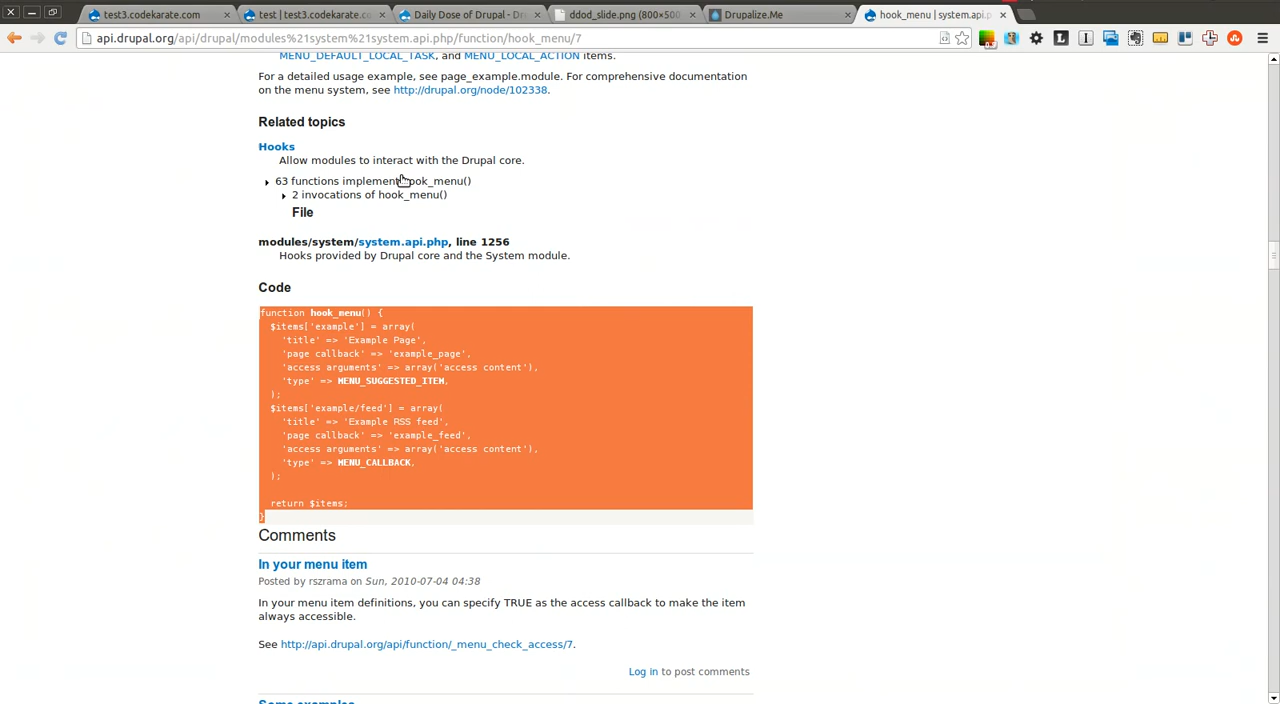 test3.codekarate.com
test | test3.codekarate.c
Daily Dose of Drupal - Dr
ddod_slide.png (800×500
Drupalize.Me
hook_menu | system.api.p
api.drupal.org/api/drupal/modules%21system%21system.api.php/function/hook_menu/7
MENU_DEFAULT_LOCAL_TASK, and MENU_LOCAL_ACTION items.
For a detailed usage example, see page_example.module. For comprehensive documentation
on the menu system, see http://drupal.org/node/102338.
Related topics
Hooks
Allow modules to interact with the Drupal core.
63 functions implement hook_menu()
2 invocations of hook_menu()
File
modules/system/system.api.php, line 1256
Hooks provided by Drupal core and the System module.
Code
function hook_menu() {
$items['example'] = array(
'title' => 'Example Page',
'page callback' => 'example_page',
'access arguments' => array('access content'),
'type' => MENU_SUGGESTED_ITEM,
);
$items['example/feed'] = array(
'title' => 'Example RSS feed',
'page callback' => 'example_feed',
'access arguments' => array('access content'),
'type' => MENU_CALLBACK,
);
return $items;
}
Comments
In your menu item
Posted by rszrama on Sun, 2010-07-04 04:38
In your menu item definitions, you can specify TRUE as the access callback to make the item
always accessible.
See http://api.drupal.org/api/function/_menu_check_access/7.
Log in to post comments
Some examples